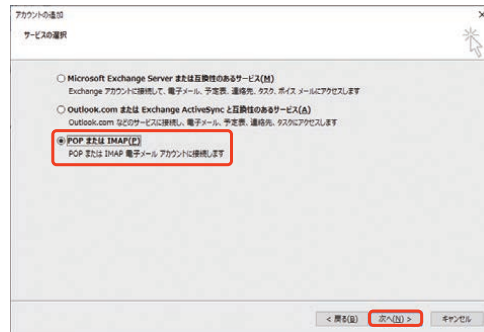 アカウントの追加
×
サービスの選択
Microsoft Exchange Server または互換性のあるサービス(M)
Exchange アカウントに接続して、電子メール、予定表、連絡先、タスク、ボイス メールにアクセスします
Outlook.com または Exchange ActiveSync と互換性のあるサービス(A)
Outlook.com などのサービスに接続し、電子メール、予定表、連絡先、タスクにアクセスします
POP または IMAP(P)
POP または IMAP 電子メール アカウントに接続します
< 戻る(B) 次へ(N) > キャンセル